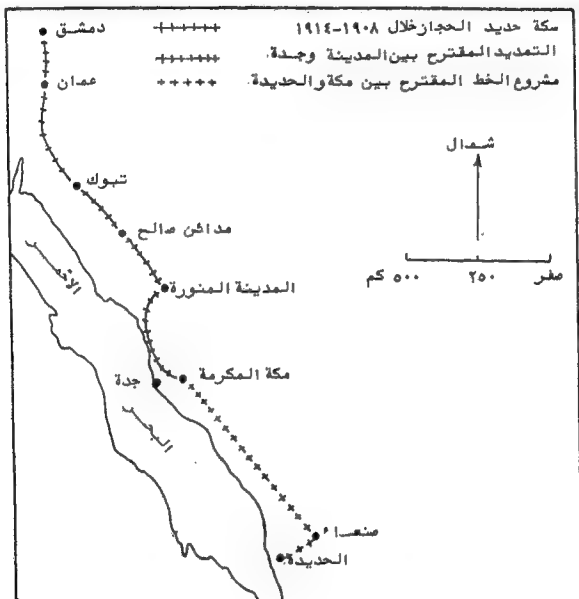 سكة حديد الحجاز خلال ١٩٠٨-١٩١٤
التمديد المقترح بين المدينة وجدة.
مشروع الخط المقترح بين مكة والحديدة.
دمشق
عمان
شمال
تبوك
مدائن صالح
صفر ٢٥٠ ٥٠٠ كم
المدينة المنورة
الأحمر
مكة المكرمة
جدة
البحر
صنعاء
الحديدة.